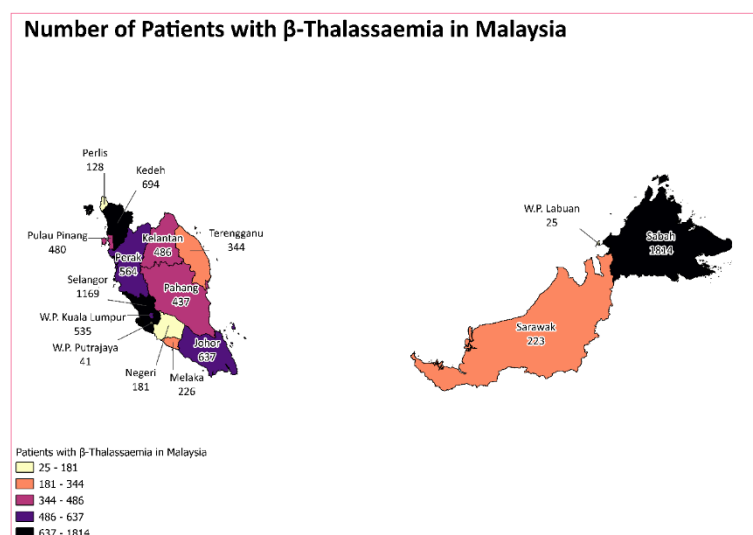 Number of Patients with β-Thalassaemia in Malaysia
Perlis
128
Kedeh
694
Pulau Pinang
480
Perak
564
Kelantan
486
Terengganu
344
Selangor
1169
Pahang
437
W.P. Kuala Lumpur
535
W.P. Putrajaya
41
Negeri
181
Melaka
226
Johor
637
W.P. Labuan
25
Sabah
1814
Sarawak
223
Patients with β-Thalassaemia in Malaysia
25 - 181
181 - 344
344 - 486
486 - 637
637 - 1814